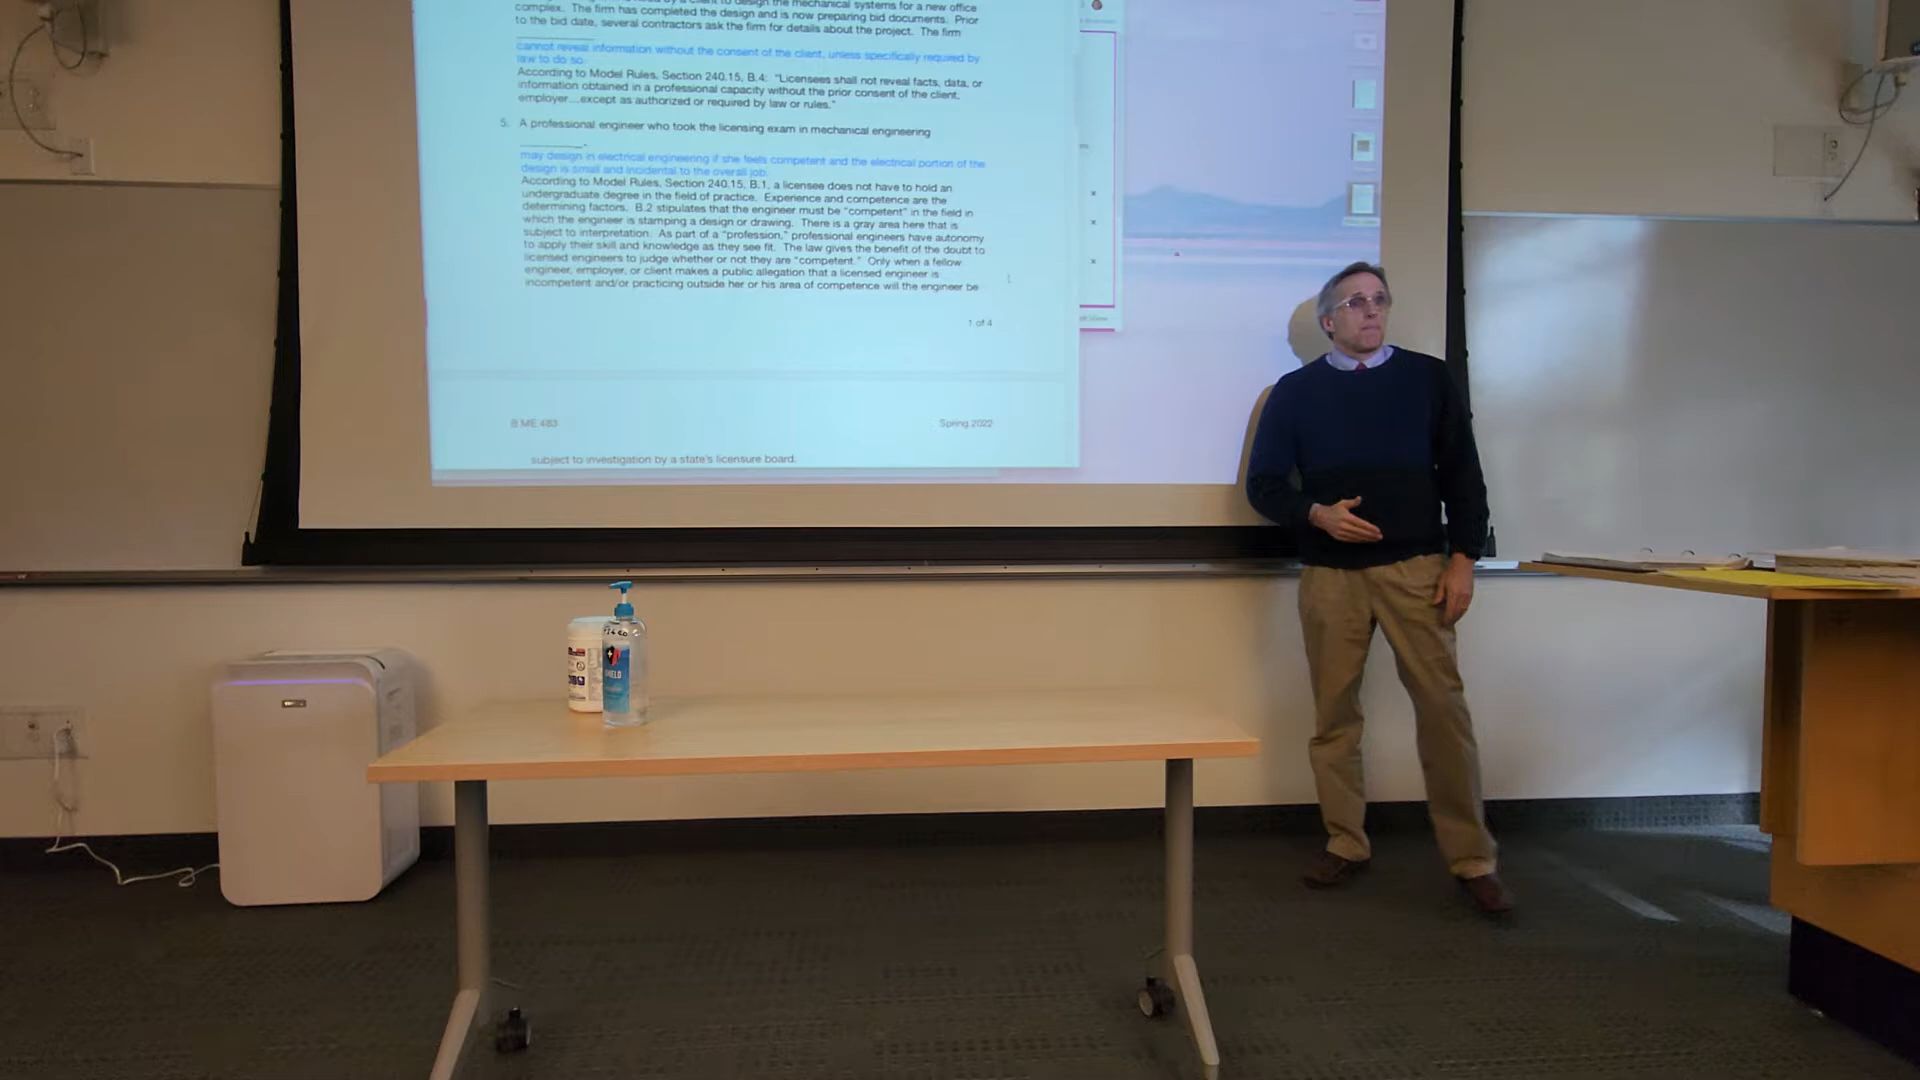 to design the mechanical systems for a new office
complex. The firm has completed the design and is now preparing bid documents. Prior
to the bid date, several contractors ask the firm for details about the project. The firm
cannot reveal information without the consent of the client, unless specifically required by
law to do so.
According to Model Rules, Section 240.15, B.4: “Licensees shall not reveal facts, data, or
information obtained in a professional capacity without the prior consent of the client,
employer...except as authorized or required by law or rules.”
5. A professional engineer who took the licensing exam in mechanical engineering
________.
may design in electrical engineering if she feels competent and the electrical portion of the
design is small and incidental to the overall job.
According to Model Rules, Section 240.15, B.1, a licensee does not have to hold an
undergraduate degree in the field of practice. Experience and competence are the
determining factors. B.2 stipulates that the engineer must be “competent” in the field in
which the engineer is stamping a design or drawing. There is a gray area here that is
subject to interpretation. As part of a “profession,” professional engineers have autonomy
to apply their skill and knowledge as they see fit. The law gives the benefit of the doubt to
licensed engineers to judge whether or not they are “competent.” Only when a fellow
engineer, employer, or client makes a public allegation that a licensed engineer is
incompetent and/or practicing outside her or his area of competence will the engineer be
1 of 4
B ME 483
Spring 2022
subject to investigation by a state's licensure board.
SHIELD